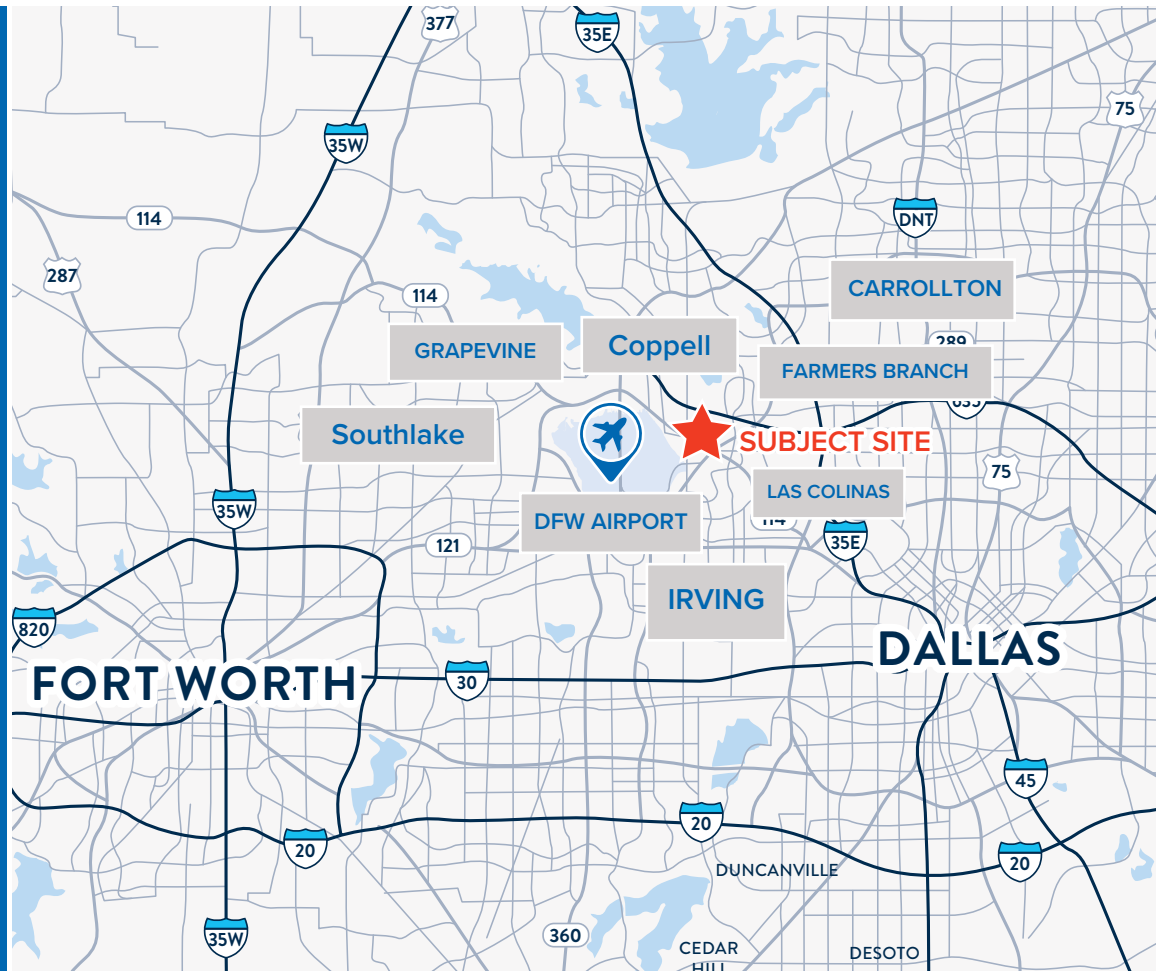 377
35E
75
35W
114
DNT
287
CARROLLTON
114
289
Coppell
GRAPEVINE
FARMERS BRANCH
635
Southlake
SUBJECT SITE
75
LAS COLINAS
35W
DFW AIRPORT
114
35E
121
IRVING
820
DALLAS
FORT WORTH
30
45
20
20
20
DUNCANVILLE
35W
360
CEDAR
HILL
DESOTO